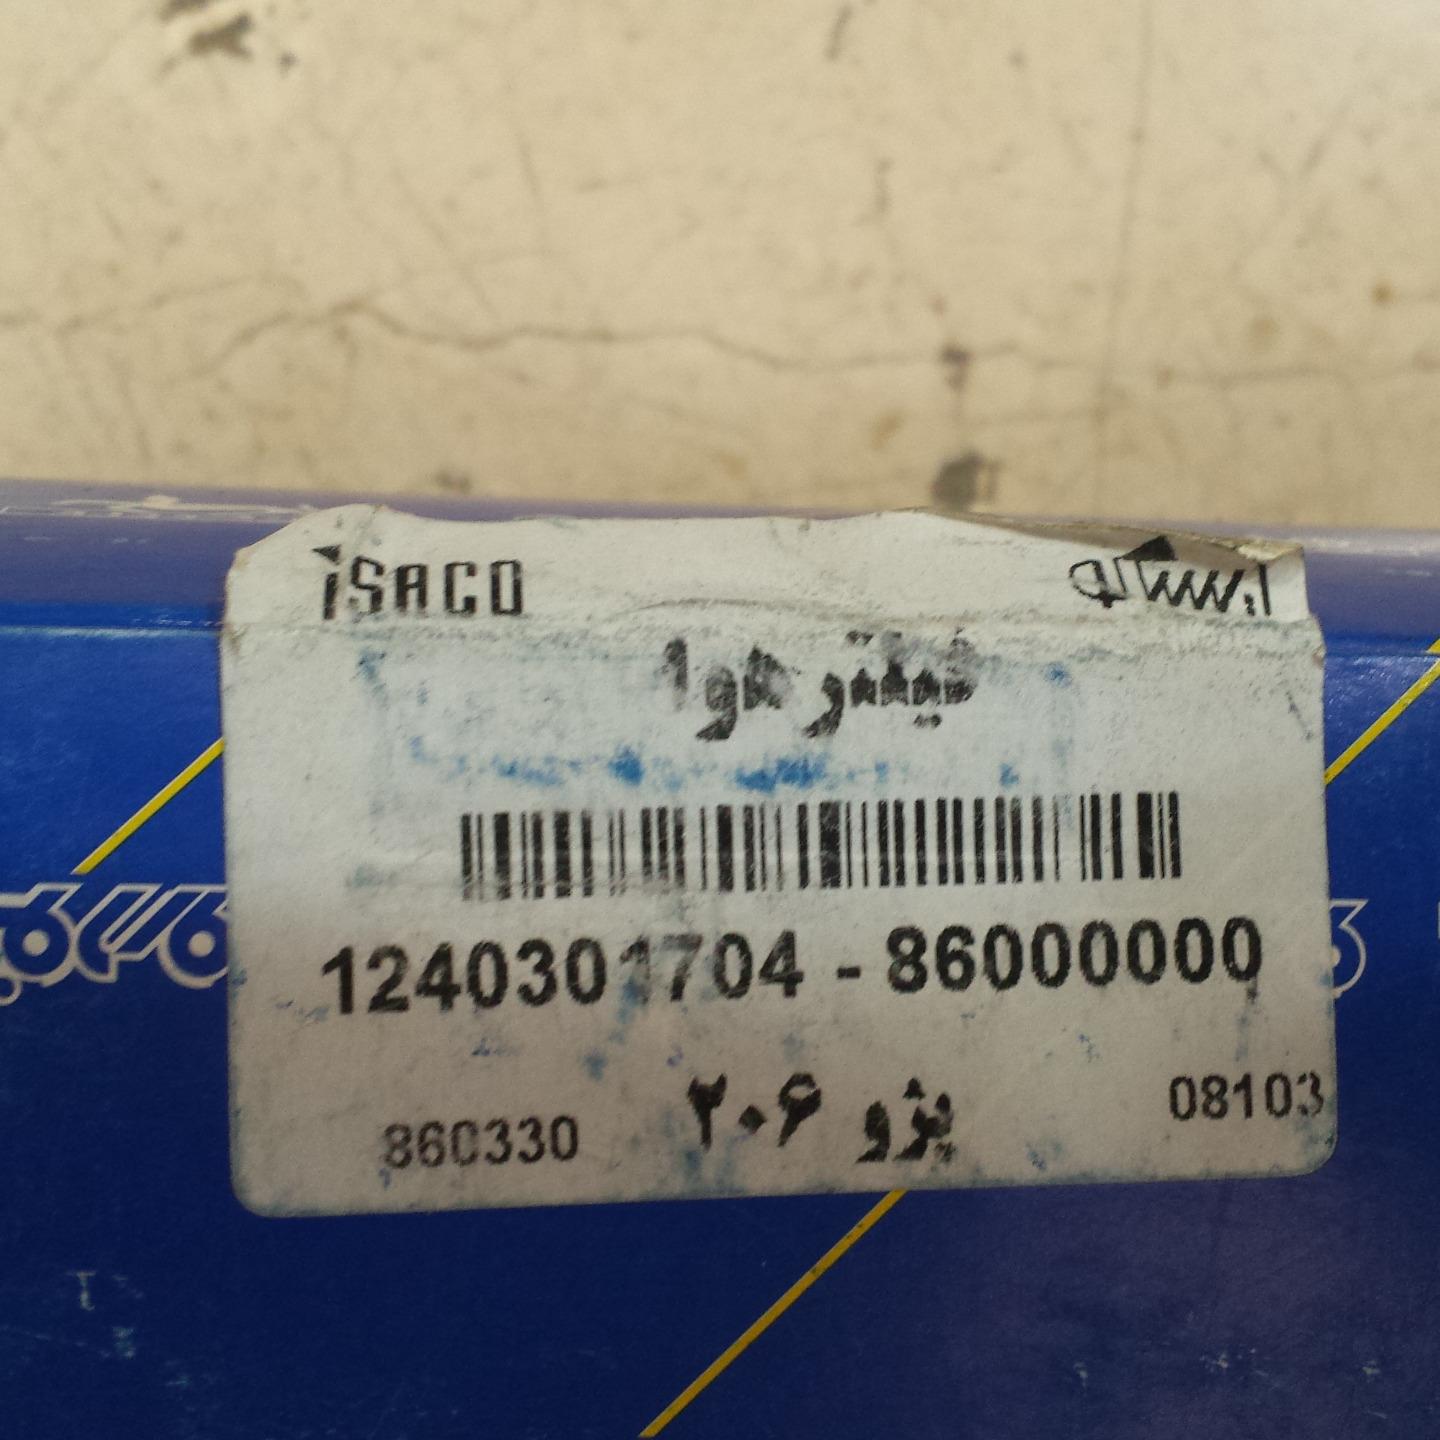 iSACO ایساکو
فیلتر هوا
1240301704 - 86000000
860330 پژو ۲۰۶ 08103